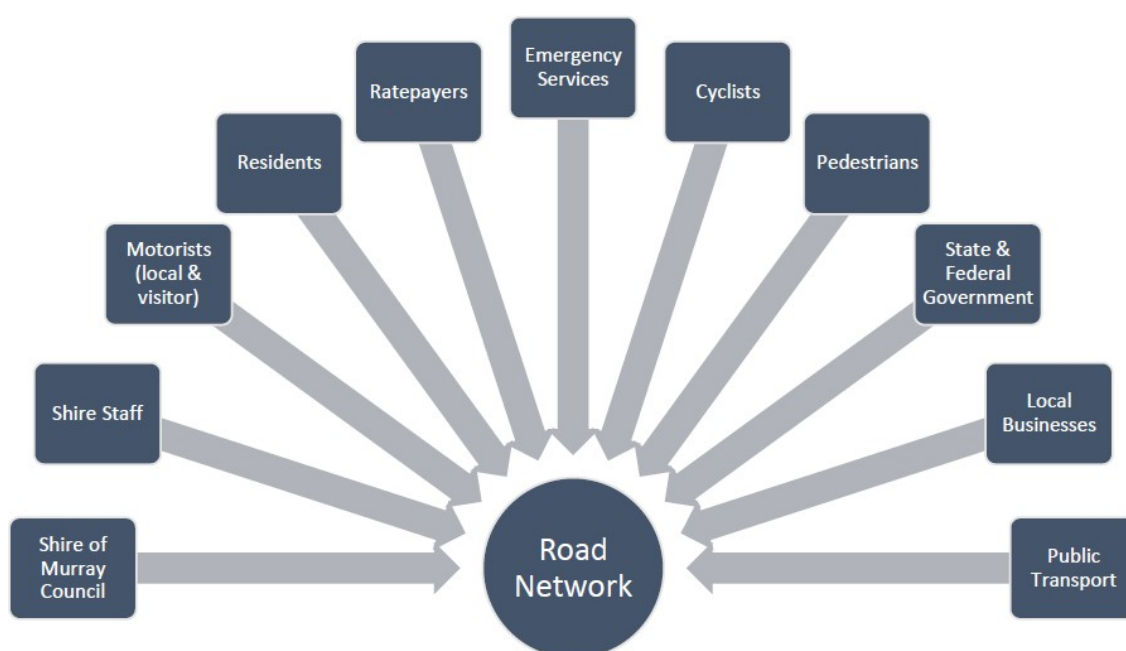 Emergency
Services
Ratepayers
Cyclists
Residents
Pedestrians
Motorists
(local &
visitor)
State &
Federal
Government
Shire Staff
Local
Businesses
Shire of
Murray
Council
Road
Network
Public
Transport